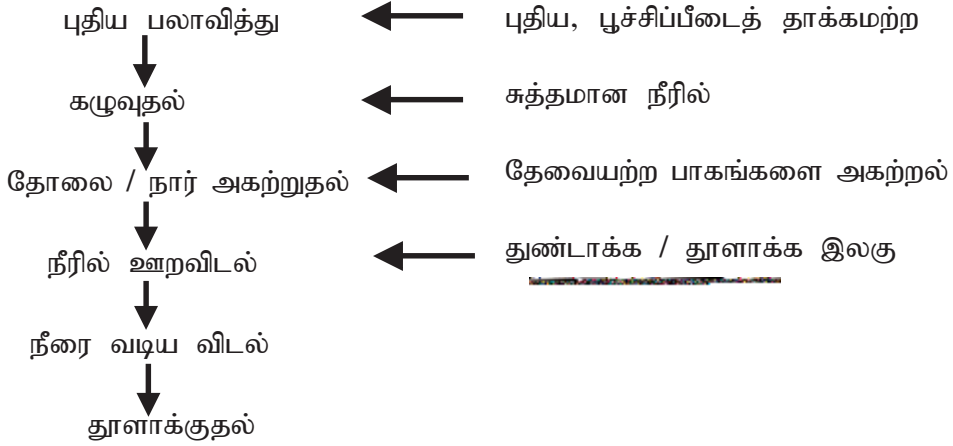 புதிய பலாவித்து
புதிய, பூச்சிப்பீடைத் தாக்கமற்ற
கழுவுதல்
சுத்தமான நீரில்
தோலை / நார் அகற்றுதல்
தேவையற்ற பாகங்களை அகற்றல்
நீரில் ஊறவிடல்
துண்டாக்க / தூளாக்க இலகு
நீரை வடிய விடல்
தூளாக்குதல்